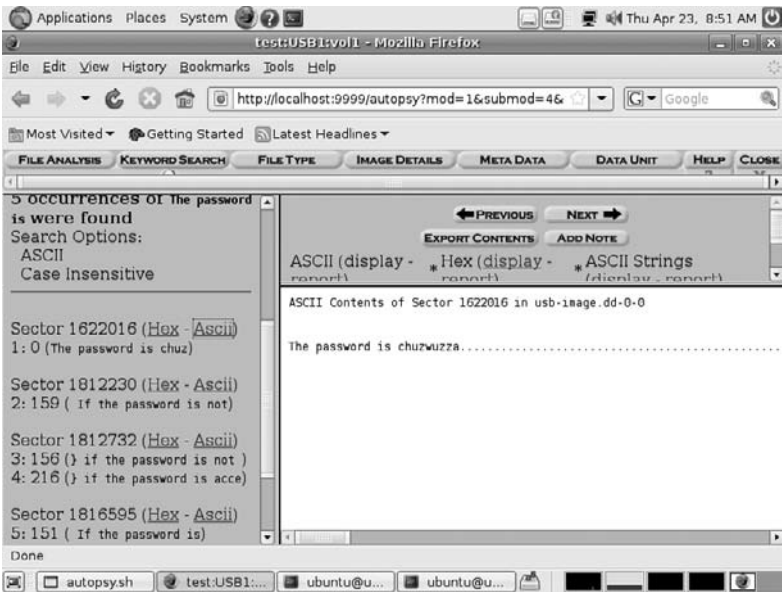 Applications Places System Thu Apr 23, 8:51 AM
test:USB1:vol1 - Mozilla Firefox
File Edit View History Bookmarks Tools Help
http://localhost:9999/autopsy?mod=1&submod=4& G Google
Most Visited Getting Started Latest Headlines
FILE ANALYSIS KEYWORD SEARCH FILE TYPE IMAGE DETAILS META DATA DATA UNIT HELP CLOSE
5 occurrences of The password
is were found
Search Options:
ASCII
Case Insensitive
Sector 1622016 (Hex - Ascii)
1: 0 (The password is chuz)
Sector 1812230 (Hex - Ascii)
2: 159 ( If the password is not)
Sector 1812732 (Hex - Ascii)
3: 156 (} if the password is not )
4: 216 (} if the password is acce)
Sector 1816595 (Hex - Ascii)
5: 151 ( If the password is)
PREVIOUS NEXT
EXPORT CONTENTS ADD NOTE
ASCII (display - * Hex (display - * ASCII Strings
report) report) (display - report)
ASCII Contents of Sector 1622016 in usb-image.dd-0-0
The password is chuzwuzza................................................
Done
autopsy.sh test:USB1:... ubuntu@u... ubuntu@u...